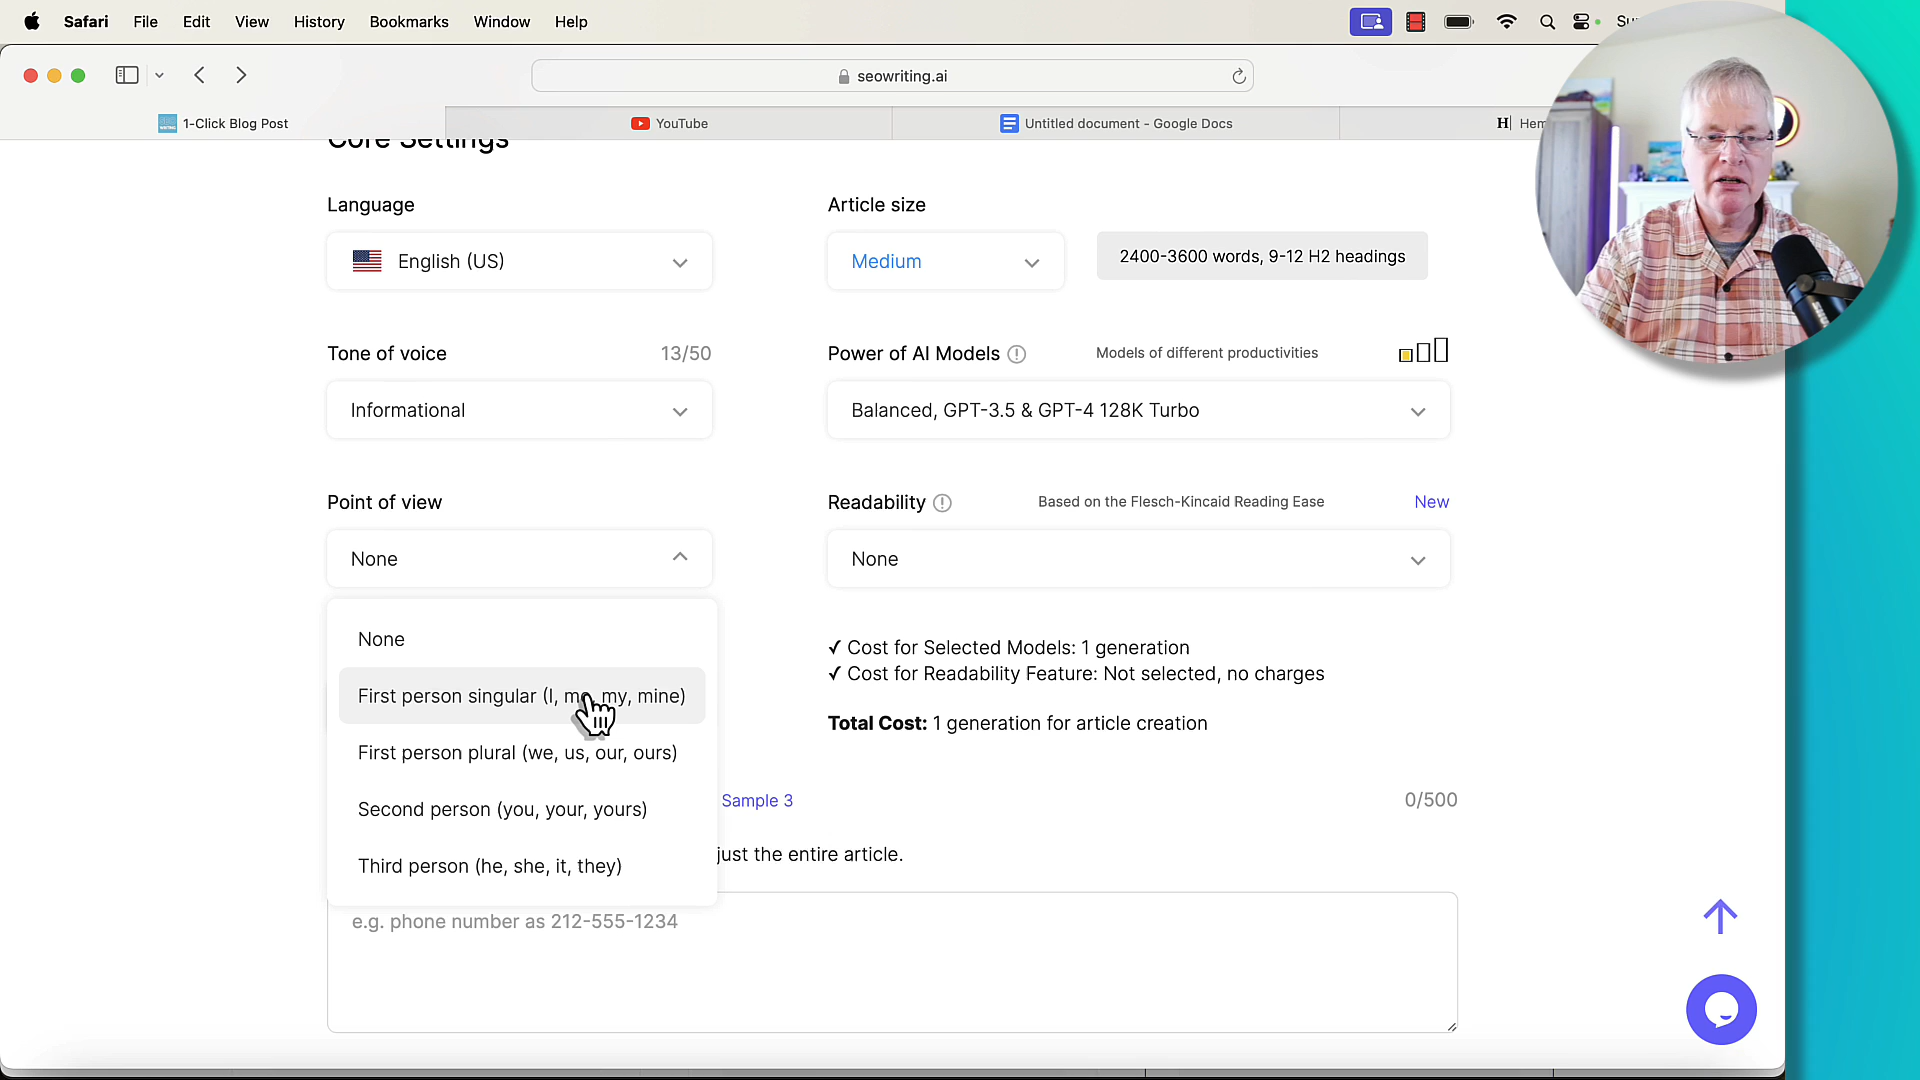 Safari File Edit View History Bookmarks Window Help
seowriting.ai
1-Click Blog Post
YouTube
Untitled document - Google Docs
H
Core Settings
Language
Article size
English (US)
Medium
2400-3600 words, 9-12 H2 headings
Tone of voice
13/50
Power of AI Models
Models of different productivities
Informational
Balanced, GPT-3.5 & GPT-4 128K Turbo
Point of view
Readability
Based on the Flesch-Kincaid Reading Ease
New
None
None
None
First person singular (I, me, my, mine)
First person plural (we, us, our, ours)
Second person (you, your, yours)
Third person (he, she, it, they)
✓ Cost for Selected Models: 1 generation
✓ Cost for Readability Feature: Not selected, no charges
Total Cost: 1 generation for article creation
Sample 3
0/500
just the entire article.
e.g. phone number as 212-555-1234